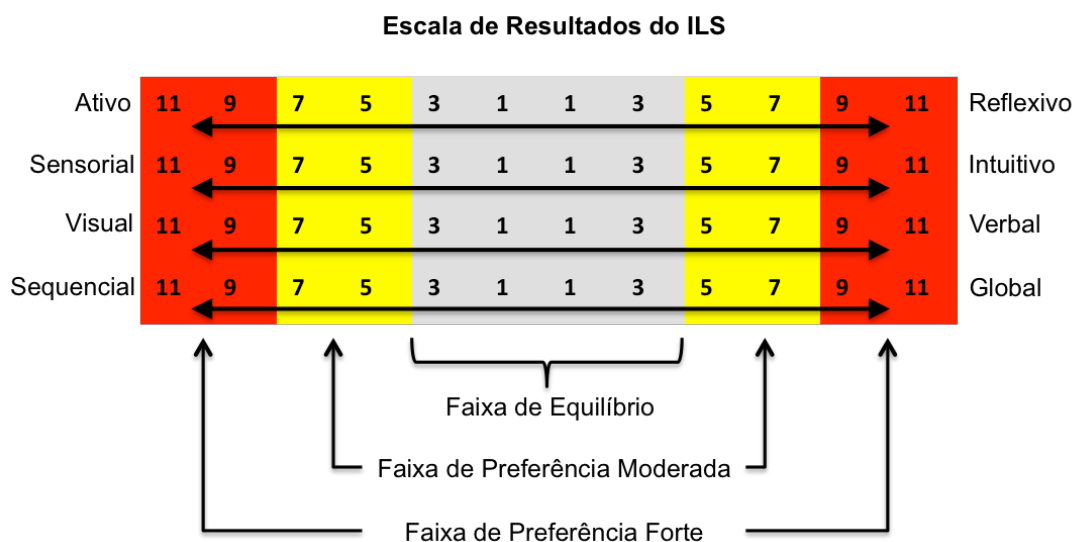 Escala de Resultados do ILS
Ativo 11 9 7 5 3 1 1 3 5 7 9 11 Reflexivo
Sensorial 11 9 7 5 3 1 1 3 5 7 9 11 Intuitivo
Visual 11 9 7 5 3 1 1 3 5 7 9 11 Verbal
Sequencial 11 9 7 5 3 1 1 3 5 7 9 11 Global
Faixa de Equilíbrio
Faixa de Preferência Moderada
Faixa de Preferência Forte